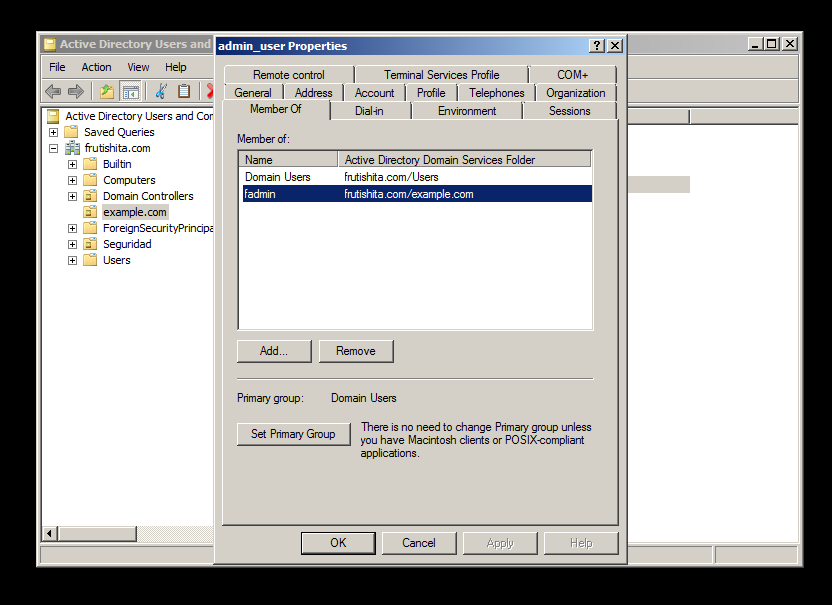 Active Directory Users and
File Action View Help
Active Directory Users and Con
Saved Queries
frutishita.com
Builtin
Computers
Domain Controllers
example.com
ForeignSecurityPrincipa
Seguridad
Users
admin_user Properties
Remote control Terminal Services Profile COM+
General Address Account Profile Telephones Organization
Member Of Dial-in Environment Sessions
Member of:
Name Active Directory Domain Services Folder
Domain Users frutishita.com/Users
fadmin frutishita.com/example.com
Add... Remove
Primary group: Domain Users
Set Primary Group
There is no need to change Primary group unless
you have Macintosh clients or POSIX-compliant
applications.
OK Cancel Apply Help